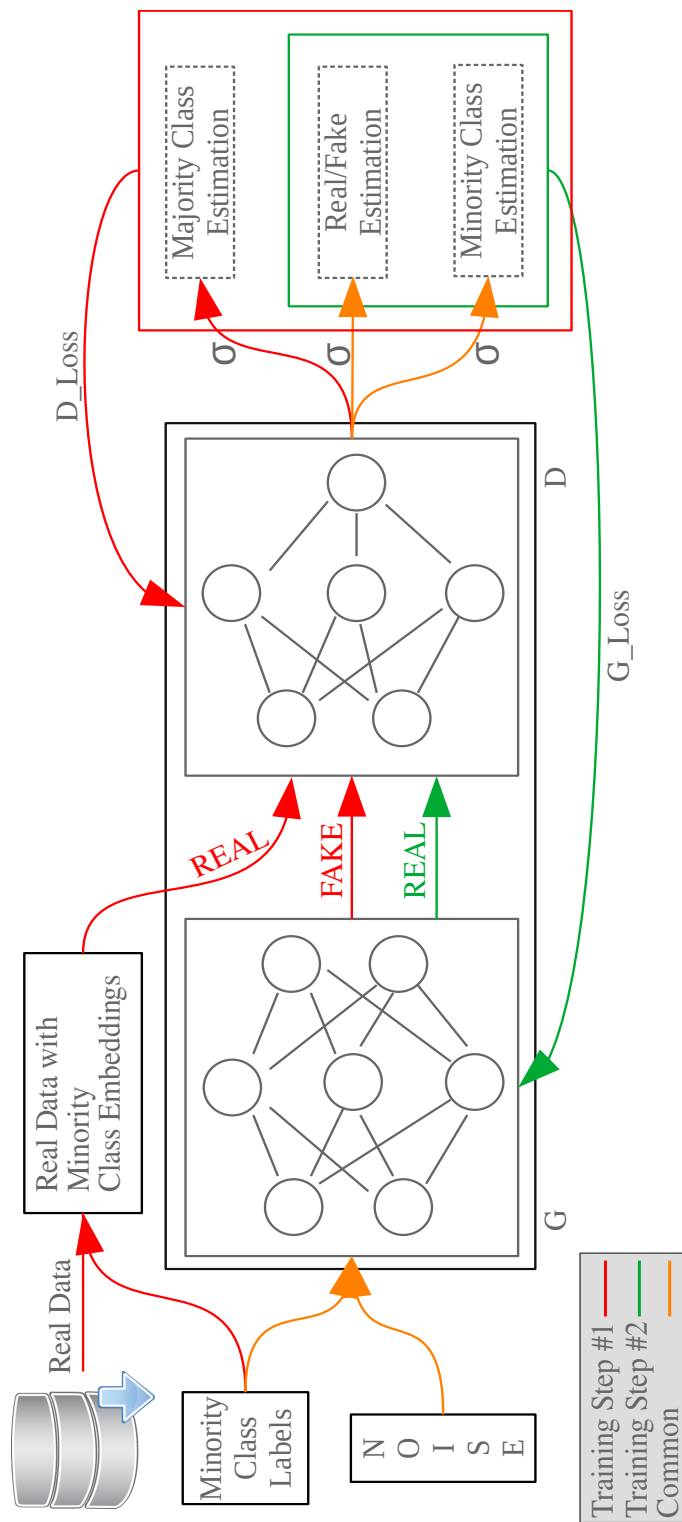 Real Data
Real Data with
Minority
Class Embeddings
Minority
Class
Labels
N
O
I
S
E
G
REAL
FAKE
REAL
D
D_Loss
G_Loss
σ
σ
σ
Majority Class
Estimation
Real/Fake
Estimation
Minority Class
Estimation
Training Step #1
Training Step #2
Common